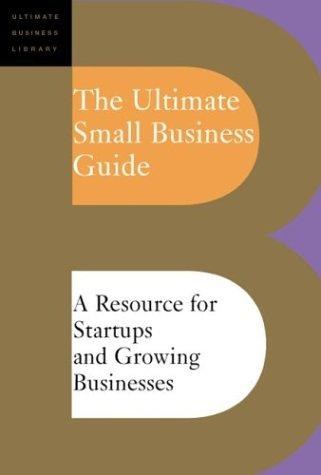 ULTIMATE
BUSINESS
LIBRARY
The Ultimate
Small Business
Guide
A Resource for
Startups
and Growing
Businesses